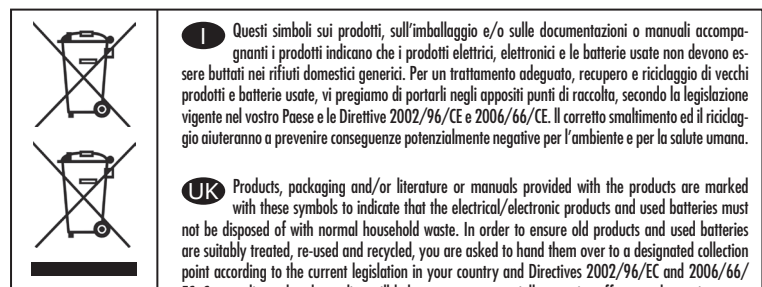 I Questi simboli sui prodotti, sull'imballaggio e/o sulle documentazioni o manuali accompa-
gnanti i prodotti indicano che i prodotti elettrici, elettronici e le batterie usate non devono es-
sere buttati nei rifiuti domestici generici. Per un trattamento adeguato, recupero e riciclaggio di vecchi
prodotti e batterie usate, vi pregiamo di portarli negli appositi punti di raccolta, secondo la legislazione
vigente nel vostro Paese e le Direttive 2002/96/CE e 2006/66/CE. Il corretto smaltimento ed il riciclag-
gio aiuteranno a prevenire conseguenze potenzialmente negative per l'ambiente e per la salute umana.
UK Products, packaging and/or literature or manuals provided with the products are marked
with these symbols to indicate that the electrical/electronic products and used batteries must
not be disposed of with normal household waste. In order to ensure old products and used batteries
are suitably treated, re-used and recycled, you are asked to hand them over to a designated collection
point according to the current legislation in your country and Directives 2002/96/EC and 2006/66/